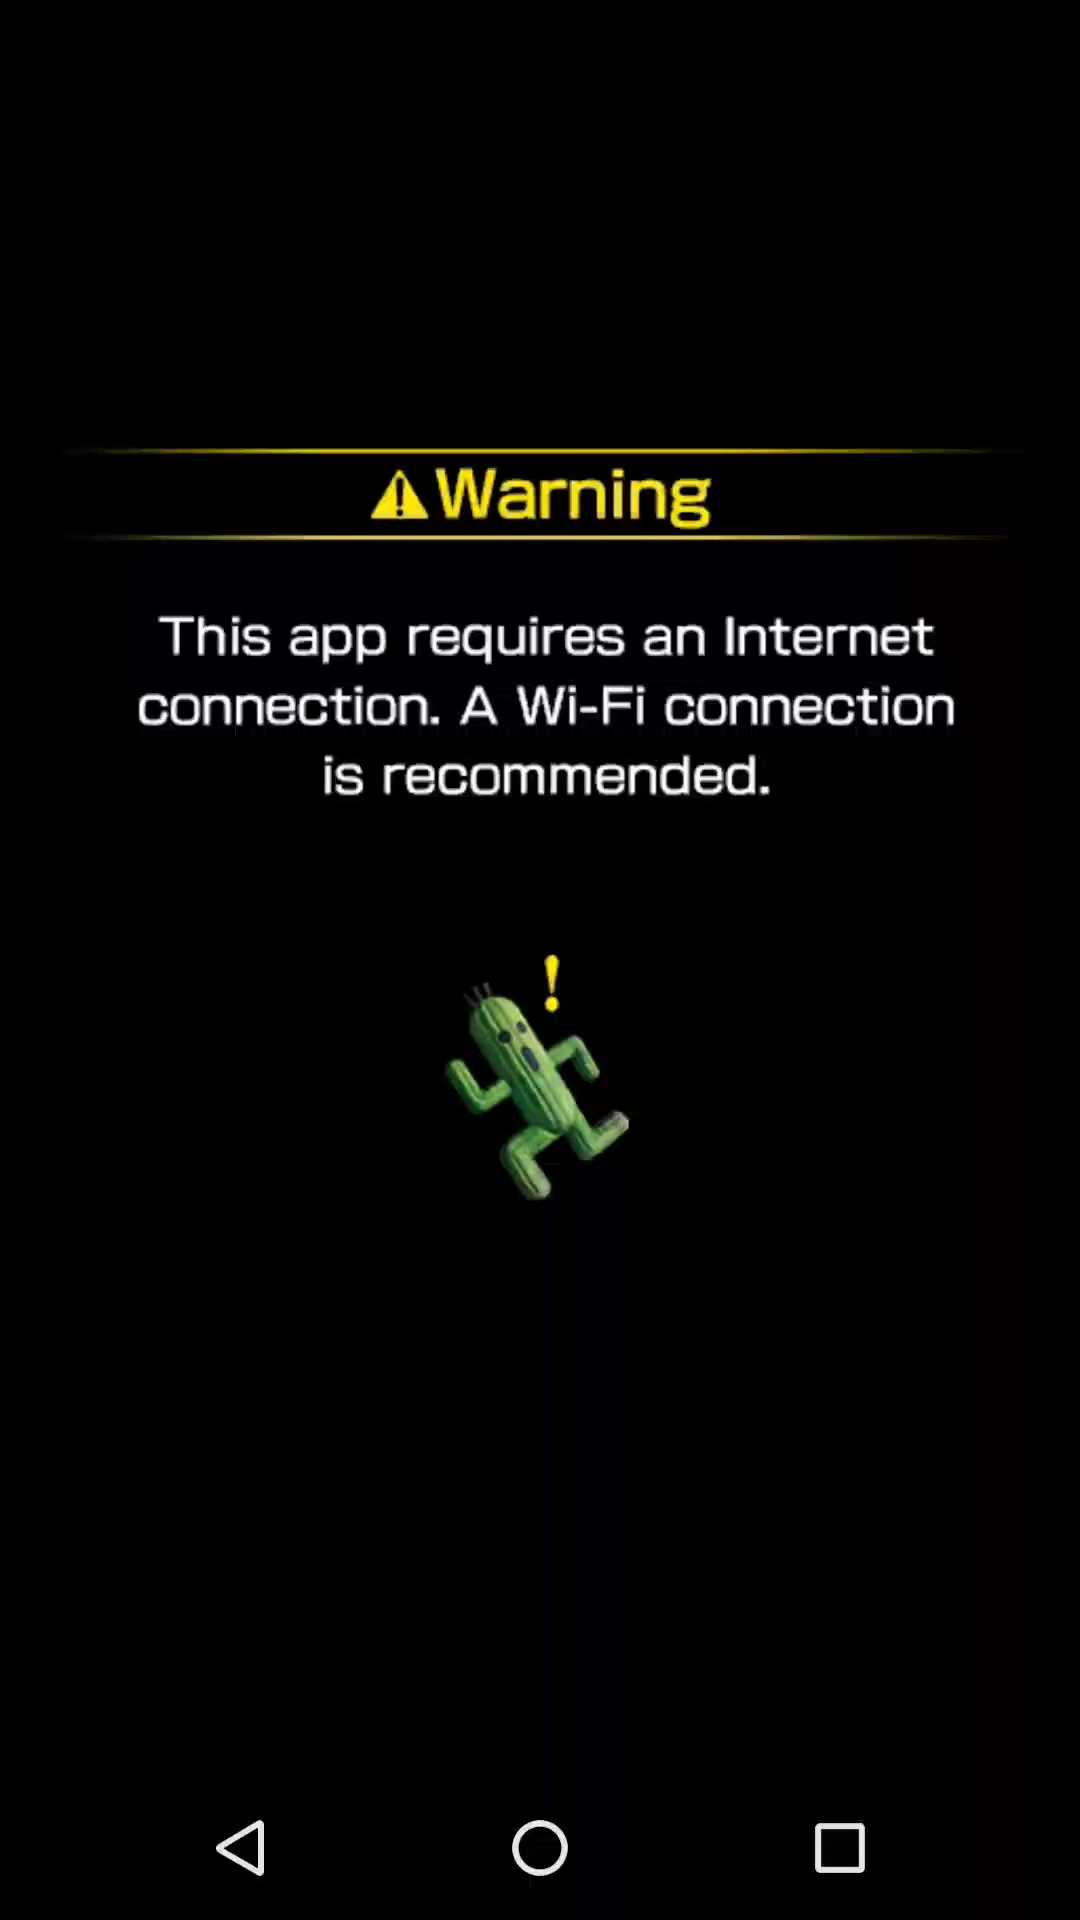 ⚠Warning
This app requires an Internet
connection. A Wi-Fi connection
is recommended.
!